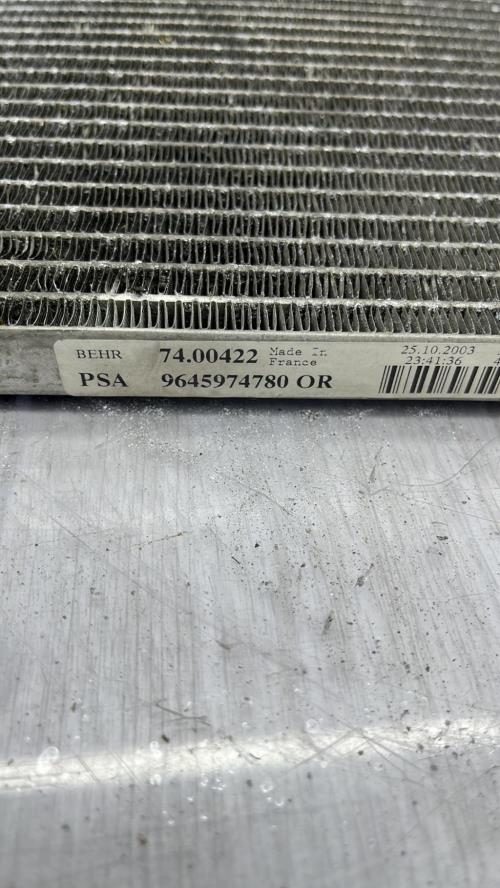 BEHR 74.00422 Made In France 25.10.2003 23:41:36
PSA 9645974780 OR